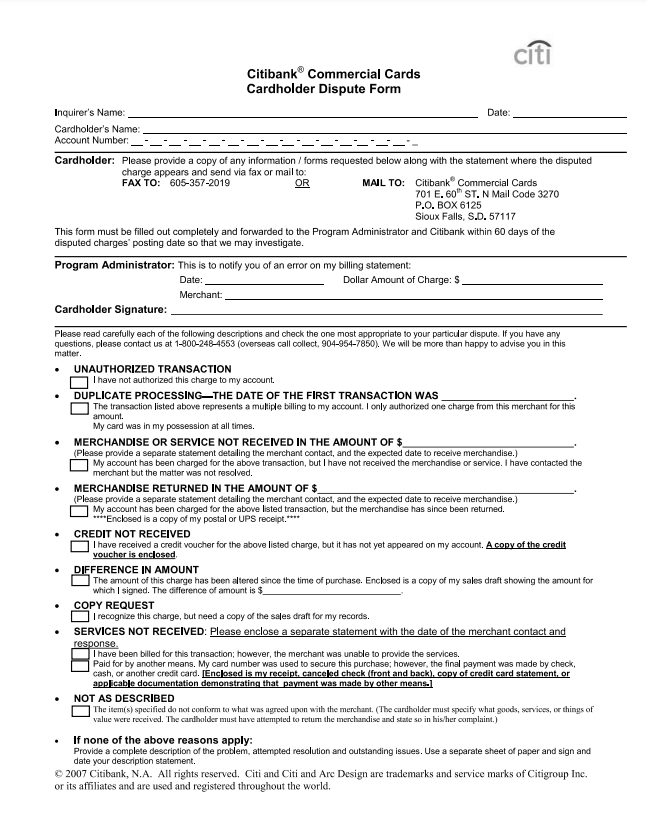 citi
Citibank® Commercial Cards
Cardholder Dispute Form
Inquirer's Name: Date:
Cardholder's Name:
Account Number: __ -__ -__ -__ -__ -__ -__ -__ -__ -__ -__ -__ -__ -__ -__ - _
Cardholder: Please provide a copy of any information / forms requested below along with the statement where the disputed
charge appears and send via fax or mail to:
FAX TO: 605-357-2019 OR MAIL TO: Citibank® Commercial Cards
701 E. 60th ST. N Mail Code 3270
P.O. BOX 6125
Sioux Falls, S.D. 57117
This form must be filled out completely and forwarded to the Program Administrator and Citibank within 60 days of the
disputed charges' posting date so that we may investigate.
Program Administrator: This is to notify you of an error on my billing statement:
Date: Dollar Amount of Charge: $
Merchant:
Cardholder Signature:
Please read carefully each of the following descriptions and check the one most appropriate to your particular dispute. If you have any
questions, please contact us at 1-800-248-4553 (overseas call collect, 904-954-7850). We will be more than happy to advise you in this
matter.
• UNAUTHORIZED TRANSACTION
I have not authorized this charge to my account.
• DUPLICATE PROCESSING—THE DATE OF THE FIRST TRANSACTION WAS ____________________.
The transaction listed above represents a multiple billing to my account. I only authorized one charge from this merchant for this
amount.
My card was in my possession at all times.
• MERCHANDISE OR SERVICE NOT RECEIVED IN THE AMOUNT OF $____________________.
(Please provide a separate statement detailing the merchant contact, and the expected date to receive merchandise.)
My account has been charged for the above transaction, but I have not received the merchandise or service. I have contacted the
merchant but the matter was not resolved.
• MERCHANDISE RETURNED IN THE AMOUNT OF $____________________.
(Please provide a separate statement detailing the merchant contact, and the expected date to receive merchandise.)
My account has been charged for the above listed transaction, but the merchandise has since been returned.
****Enclosed is a copy of my postal or UPS receipt.****
• CREDIT NOT RECEIVED
I have received a credit voucher for the above listed charge, but it has not yet appeared on my account. A copy of the credit
voucher is enclosed.
• DIFFERENCE IN AMOUNT
The amount of this charge has been altered since the time of purchase. Enclosed is a copy of my sales draft showing the amount for
which I signed. The difference of amount is $____________________.
• COPY REQUEST
I recognize this charge, but need a copy of the sales draft for my records.
• SERVICES NOT RECEIVED: Please enclose a separate statement with the date of the merchant contact and
response.
I have been billed for this transaction; however, the merchant was unable to provide the services.
Paid for by another means. My card number was used to secure this purchase; however, the final payment was made by check,
cash, or another credit card. [Enclosed is my receipt, canceled check (front and back), copy of credit card statement, or
applicable documentation demonstrating that payment was made by other means.]
• NOT AS DESCRIBED
The item(s) specified do not conform to what was agreed upon with the merchant. (The cardholder must specify what goods, services, or things of
value were received. The cardholder must have attempted to return the merchandise and state so in his/her complaint.)
• If none of the above reasons apply:
Provide a complete description of the problem, attempted resolution and outstanding issues. Use a separate sheet of paper and sign and
date your description statement.
© 2007 Citibank, N.A. All rights reserved. Citi and Citi and Arc Design are trademarks and service marks of Citigroup Inc.
or its affiliates and are used and registered throughout the world.